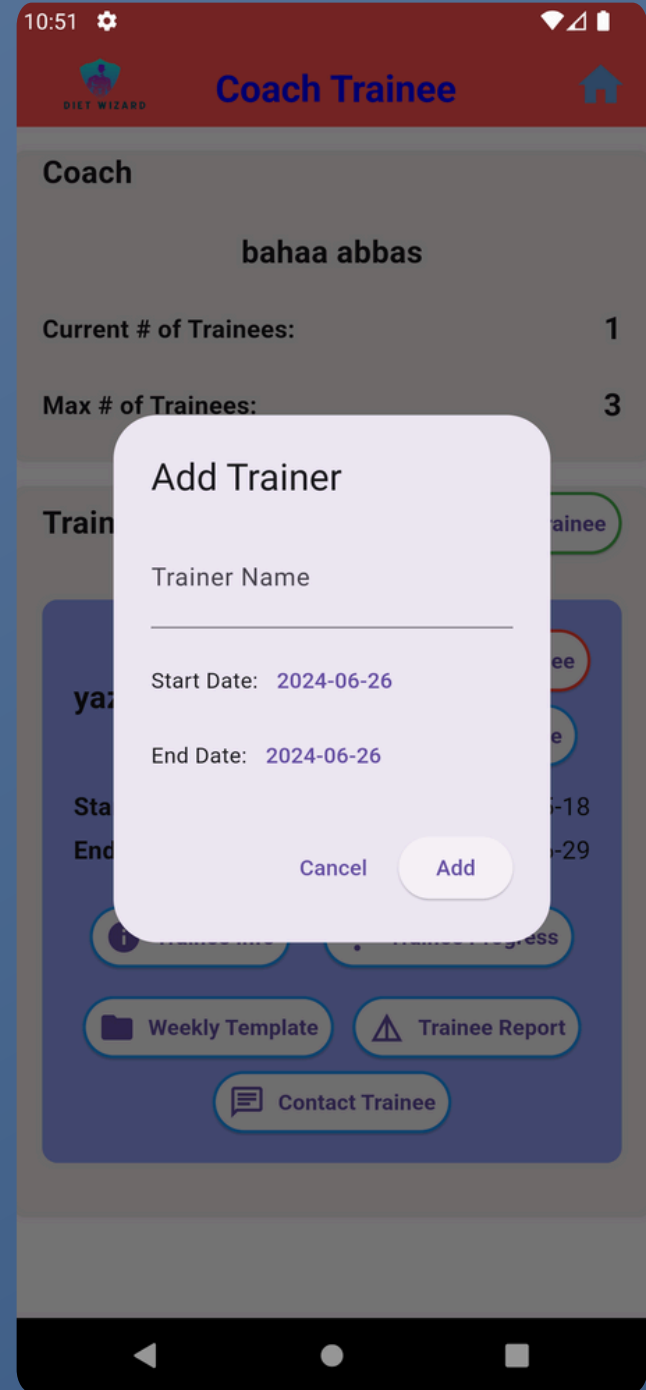 10:51
DIET WIZARD
Coach Trainee
Coach
bahaa abbas
Current # of Trainees: 1
Max # of Trainees: 3
Add Trainer
Trainer Name
Start Date: 2024-06-26
End Date: 2024-06-26
Cancel Add
Weekly Template Trainee Report
Contact Trainee